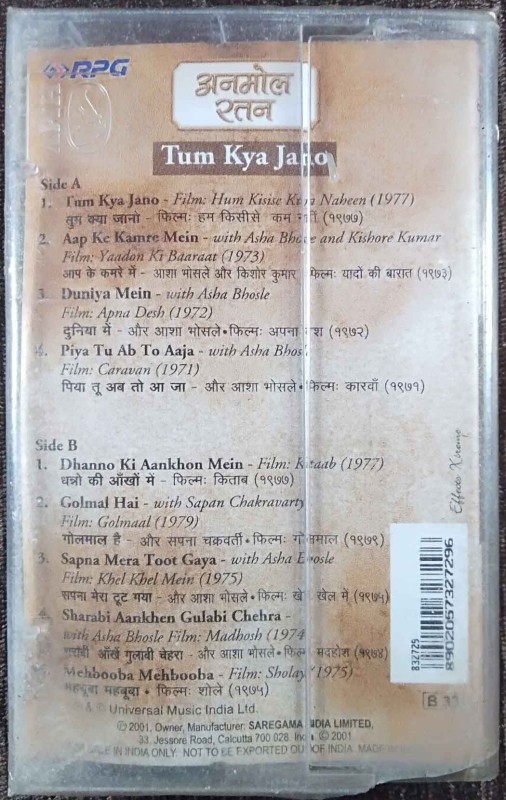 RPG
अनमोल
रतन
Tum Kya Jano
Side A
1. Tum Kya Jano - Film: Hum Kisise Kum Naheen (1977)
तुम क्या जानो - फिल्मः हम किसीसे कम नहीं (१९७७)
2. Aap Ke Kamre Mein - with Asha Bhosle and Kishore Kumar
Film: Yaadon Ki Baaraat (1973)
आप के कमरे में - आशा भोसले और किशोर कुमार फिल्मः यादों की बारात (१९७३)
3. Duniya Mein - with Asha Bhosle
Film: Apna Desh (1972)
दुनिया में - और आशा भोसले•फिल्मः अपना देश (१९७२)
4. Piya Tu Ab To Aaja - with Asha Bhosle
Film: Caravan (1971)
पिया तू अब तो आ जा - और आशा भोसले•फिल्मः कारवाँ (१९७१)
Side B
1. Dhanno Ki Aankhon Mein - Film: Kitaab (1977)
धन्नो की आँखों में - फिल्मः किताब (१९७७)
2. Golmal Hai - with Sapan Chakravarty
Film: Golmaal (1979)
गोलमाल है - और सपना चक्रवर्ती•फिल्मः गोलमाल (१९७९)
3. Sapna Mera Toot Gaya - with Asha Bhosle
Film: Khel Khel Mein (1975)
सपना मेरा टूट गया - और आशा भोसले•फिल्मः खेल खेल में (१९७५)
4. Sharabi Aankhen Gulabi Chehra -
with Asha Bhosle Film: Madhosh (1974
शराबी आँखें गुलाबी चेहरा - और आशा भोसले•फिल्मः मदहोश (१९७४)
Mehbooba Mehbooba - Film: Sholay (1975)
महबूबा महबूबा • फिल्मः शोले (१९७५)
& © Universal Music India Ltd.
© 2001, Owner, Manufacturer: SAREGAMA INDIA LIMITED,
33, Jessore Road, Calcutta 700 028. India. © 2001
SALE IN INDIA ONLY. NOT TO BE EXPORTED OUT OF INDIA. MADE
Effects Xtreme
832729
8902057327296
B